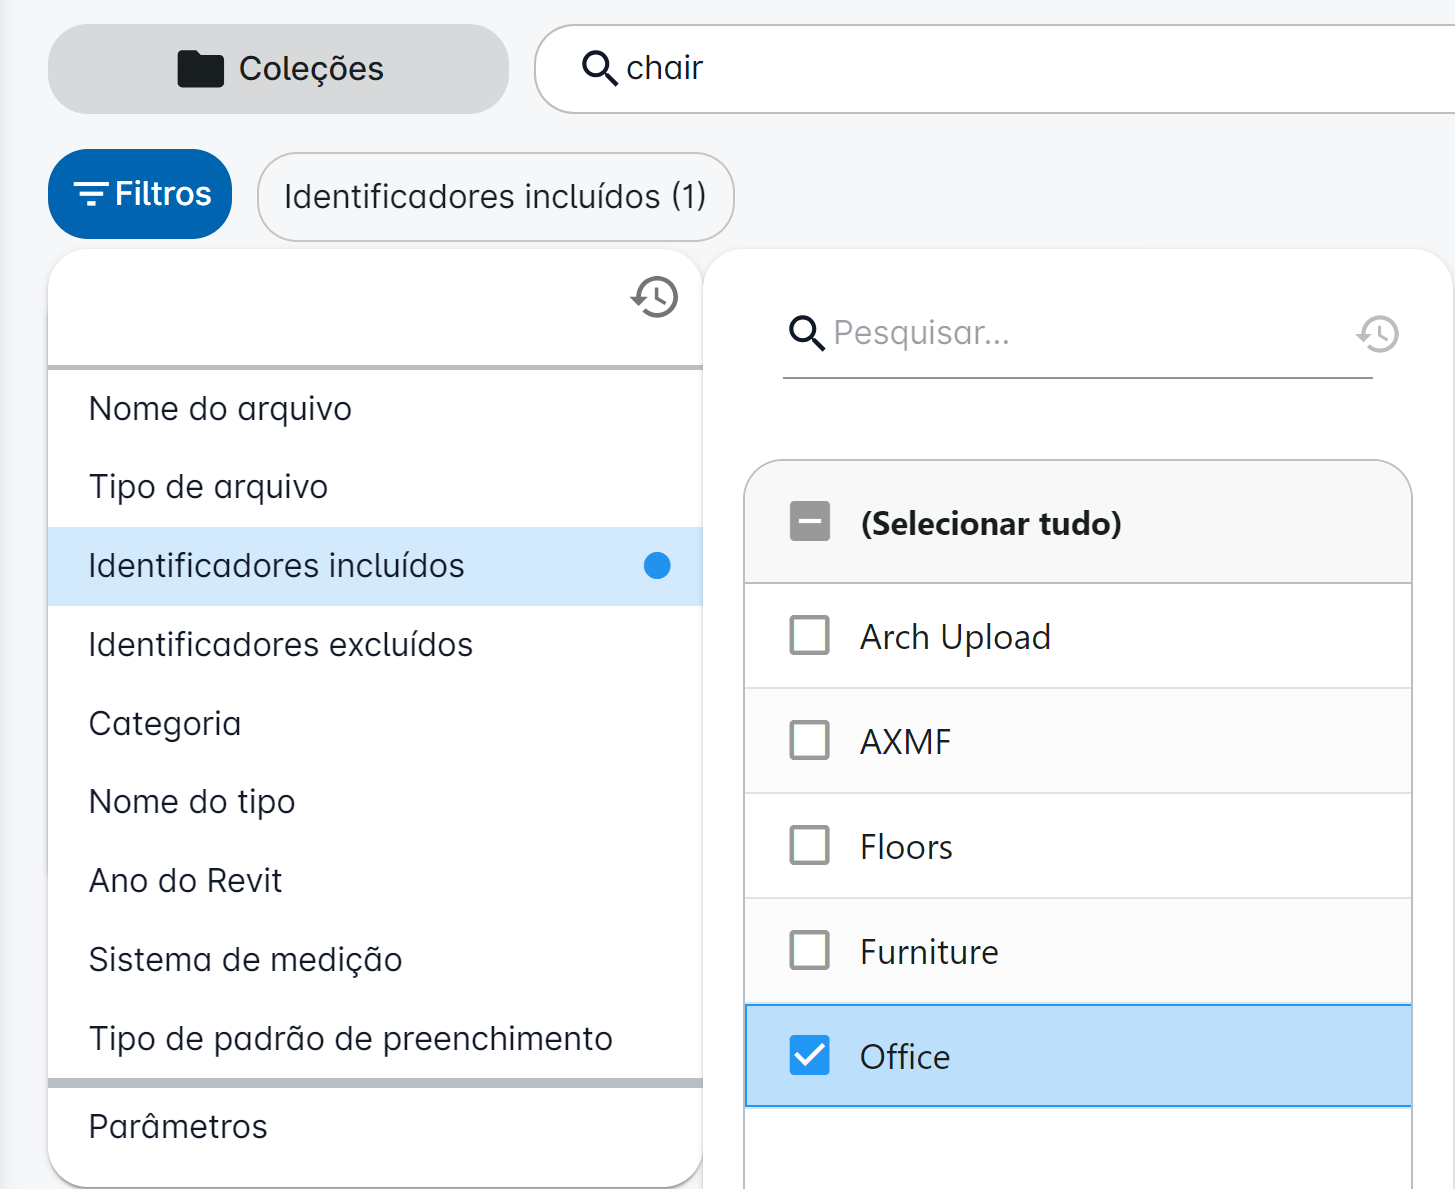 Coleções
chair
Filtros
Identificadores incluídos (1)
Nome do arquivo
Tipo de arquivo
Identificadores incluídos
Identificadores excluídos
Categoria
Nome do tipo
Ano do Revit
Sistema de medição
Tipo de padrão de preenchimento
Parâmetros
Pesquisar...
(Selecionar tudo)
Arch Upload
AXMF
Floors
Furniture
Office